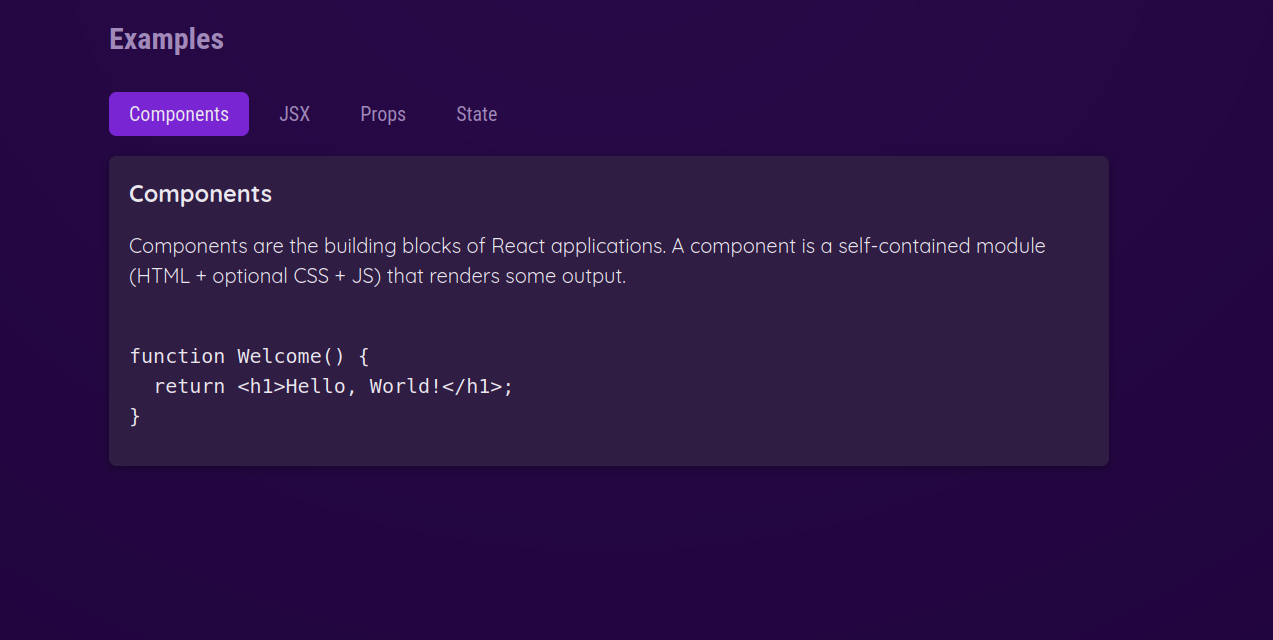 Examples
Components JSX Props State
Components
Components are the building blocks of React applications. A component is a self-contained module
(HTML + optional CSS + JS) that renders some output.
function Welcome() {
  return <h1>Hello, World!</h1>;
}